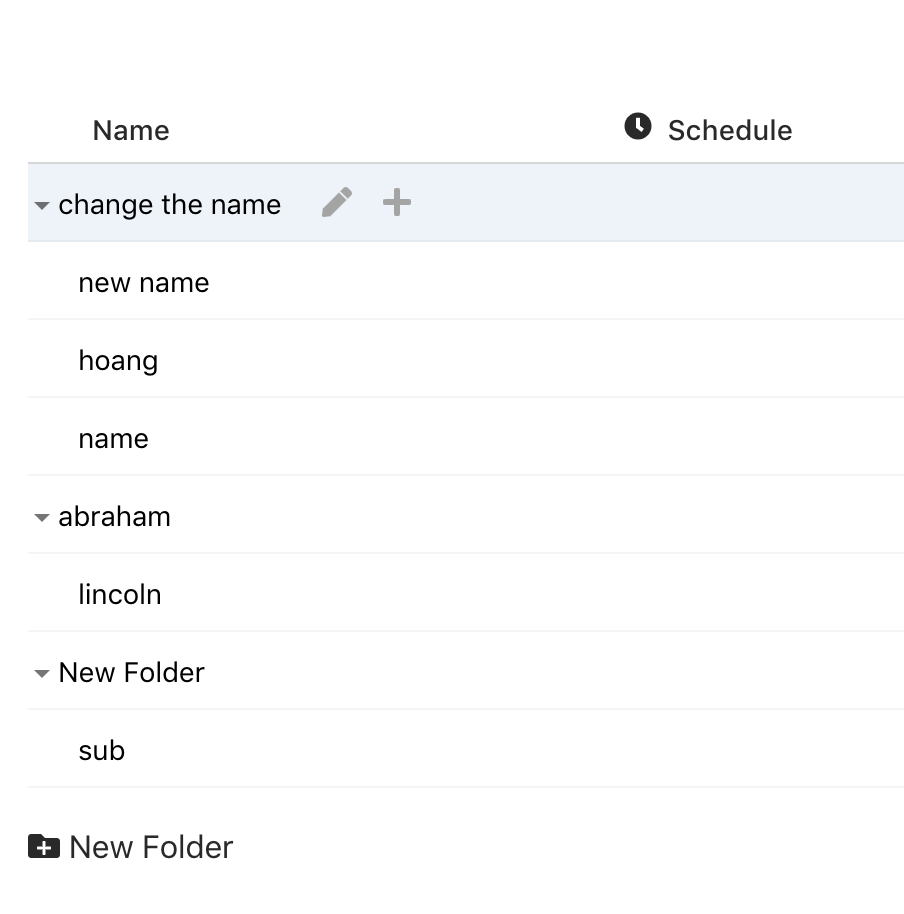 Name Schedule
change the name
new name
hoang
name
abraham
lincoln
New Folder
sub
New Folder